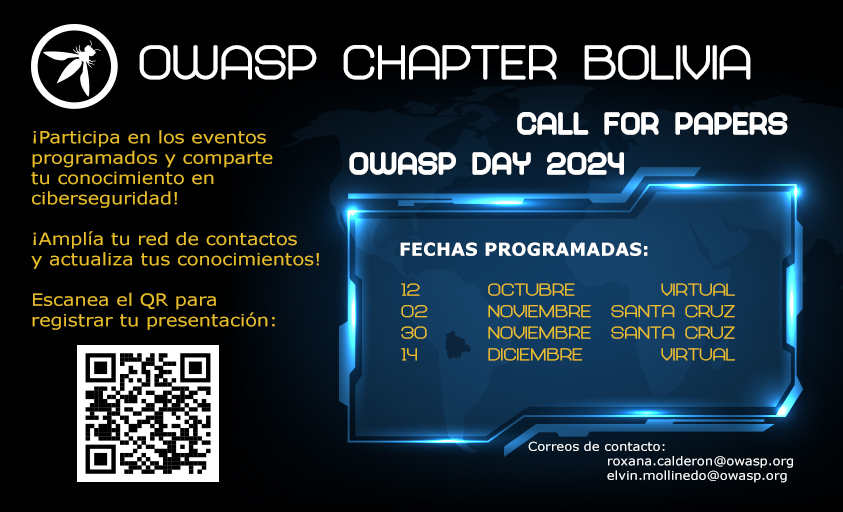 OWASP CHAPTER BOLIVIA
CALL FOR PAPERS
OWASP DAY 2024
¡Participa en los eventos
programados y comparte
tu conocimiento en
ciberseguridad!
¡Amplía tu red de contactos
y actualiza tus conocimientos!
Escanea el QR para
registrar tu presentación:
FECHAS PROGRAMADAS:
12 OCTUBRE VIRTUAL
02 NOVIEMBRE SANTA CRUZ
30 NOVIEMBRE SANTA CRUZ
14 DICIEMBRE VIRTUAL
Correos de contacto:
roxana.calderon@owasp.org
elvin.mollinedo@owasp.org